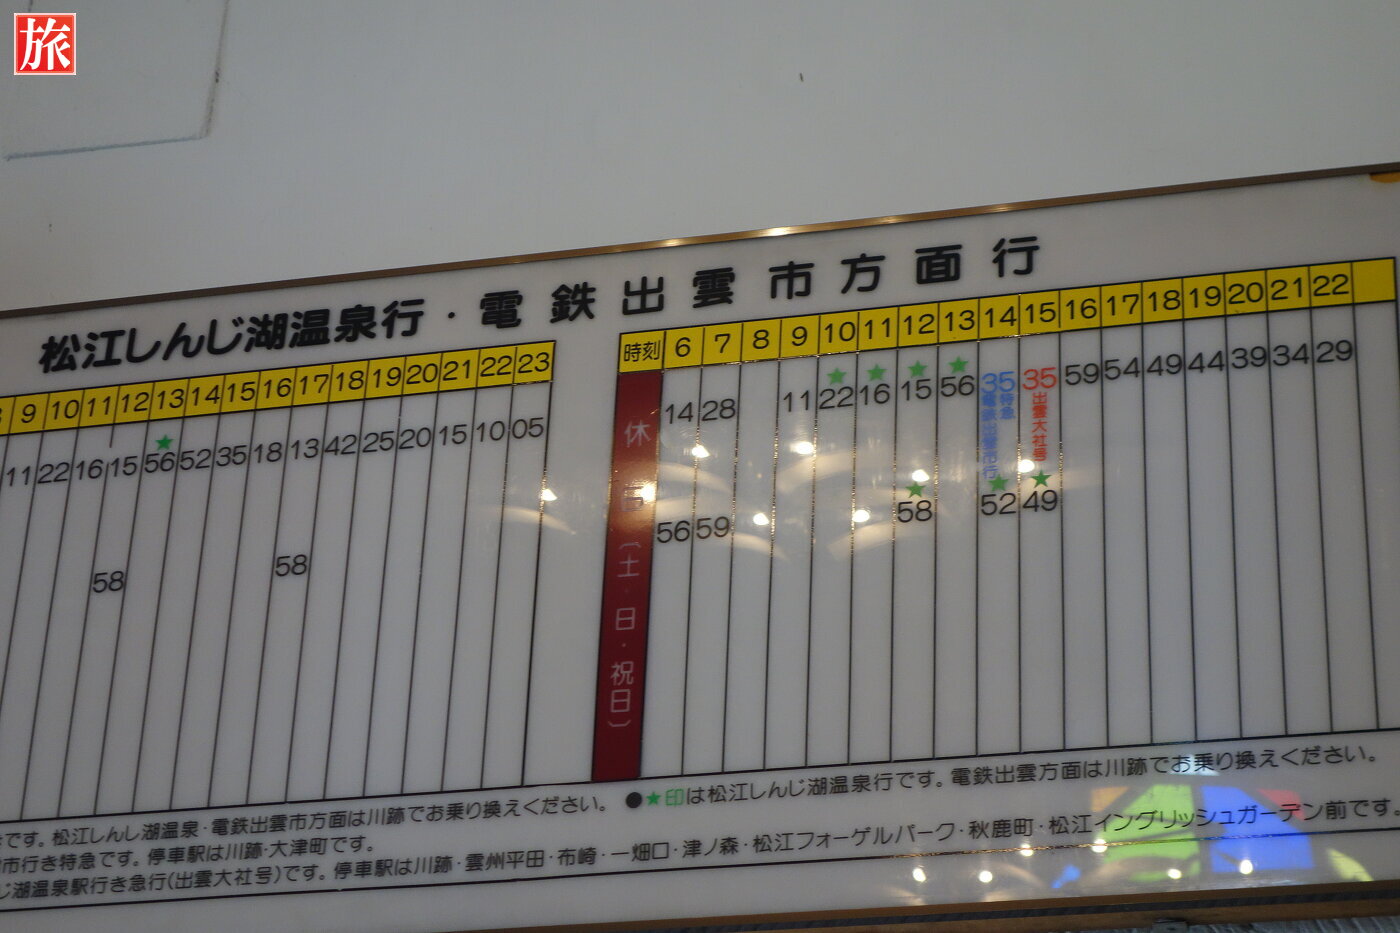 旅
松江しんじ湖温泉行・電鉄出雲市方面行
9 10 11 12 13 14 15 16 17 18 19 20 21 22 23
11 22 16 15 ★56 52 35 18 13 42 25 20 15 10 05
58 58
時刻 6 7 8 9 10 11 12 13 14 15 16 17 18 19 20 21 22
休日(土・日・祝日)
14 28 11 ★22 ★16 ★15 ★56 35 35 59 54 49 44 39 34 29
特急
電鉄出雲市行
出雲大社号
56 59 ★58 ★52 ★49
です。松江しんじ湖温泉・電鉄出雲市方面は川跡でお乗り換えください。 ●★印は松江しんじ湖温泉行です。電鉄出雲方面は川跡でお乗り換えください。
市行き特急です。停車駅は川跡・大津町です。
じ湖温泉駅行き急行(出雲大社号)です。停車駅は川跡・雲州平田・布崎・一畑口・津ノ森・松江フォーゲルパーク・秋鹿町・松江イングリッシュガーデン前です。